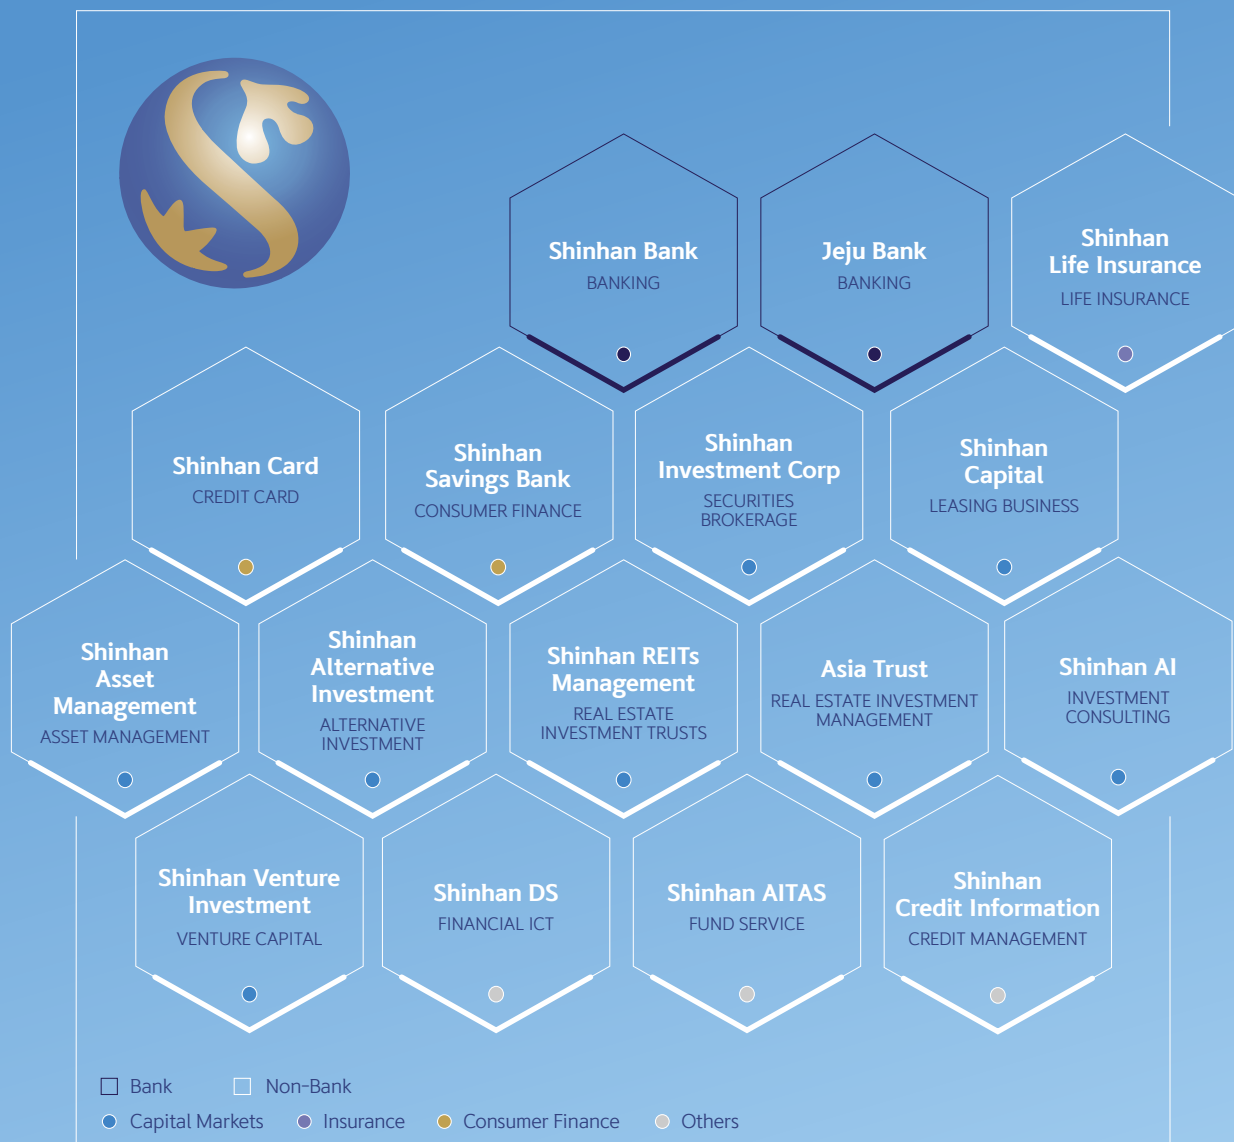 Shinhan Bank
BANKING
Jeju Bank
BANKING
Shinhan
Life Insurance
LIFE INSURANCE
Shinhan Card
CREDIT CARD
Shinhan
Savings Bank
CONSUMER FINANCE
Shinhan
Investment Corp
SECURITIES
BROKERAGE
Shinhan
Capital
LEASING BUSINESS
Shinhan
Asset
Management
ASSET MANAGEMENT
Shinhan
Alternative
Investment
ALTERNATIVE
INVESTMENT
Shinhan REITs
Management
REAL ESTATE
INVESTMENT TRUSTS
Asia Trust
REAL ESTATE INVESTMENT
MANAGEMENT
Shinhan AI
INVESTMENT
CONSULTING
Shinhan Venture
Investment
VENTURE CAPITAL
Shinhan DS
FINANCIAL ICT
Shinhan AITAS
FUND SERVICE
Shinhan
Credit Information
CREDIT MANAGEMENT
Bank Non-Bank
Capital Markets Insurance Consumer Finance Others